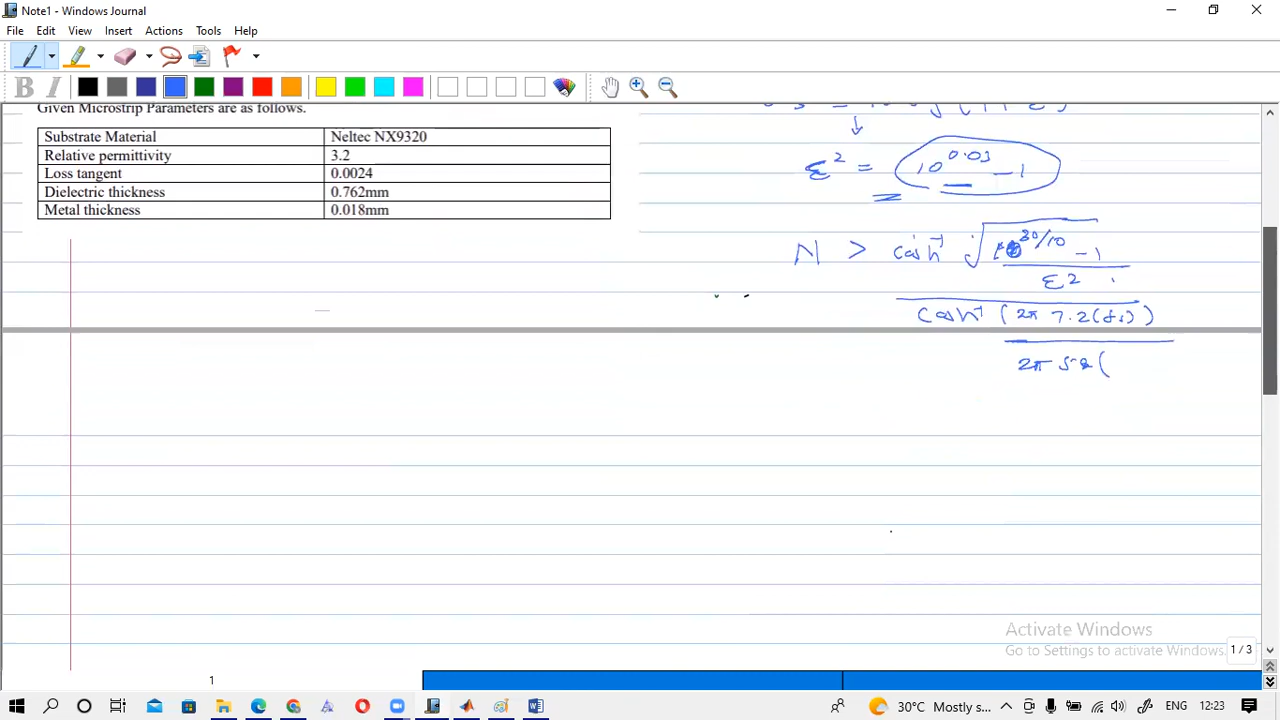 Note1 - Windows Journal
File Edit View Insert Actions Tools Help
B I
Given Microstrip Parameters are as follows.
Substrate Material Neltec NX9320
Relative permittivity 3.2
Loss tangent 0.0024
Dielectric thickness 0.762mm
Metal thickness 0.018mm
ε² = 10^0.03 - 1
N > cosh⁻¹ √ 10^30/10 - 1
ε²
cosh⁻¹ ( 2π 7.2(fs) )
2π 5.2 (
Activate Windows
Go to Settings to activate Windows.
1 / 3
1
30°C Mostly s... ENG 12:23